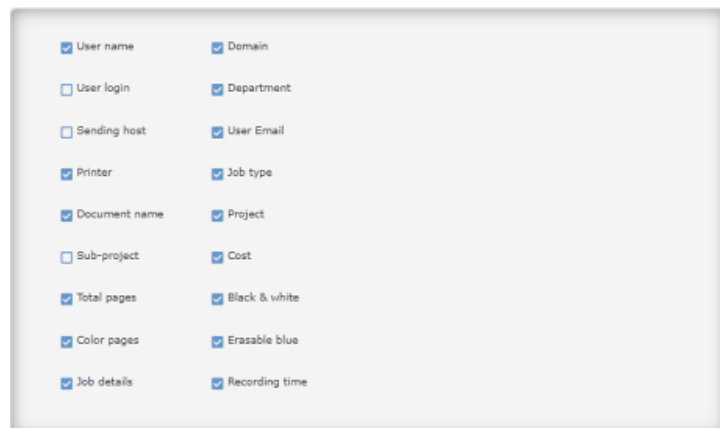 User name Domain
User login Department
Sending host User Email
Printer Job type
Document name Project
Sub-project Cost
Total pages Black & white
Color pages Erasable blue
Job details Recording time